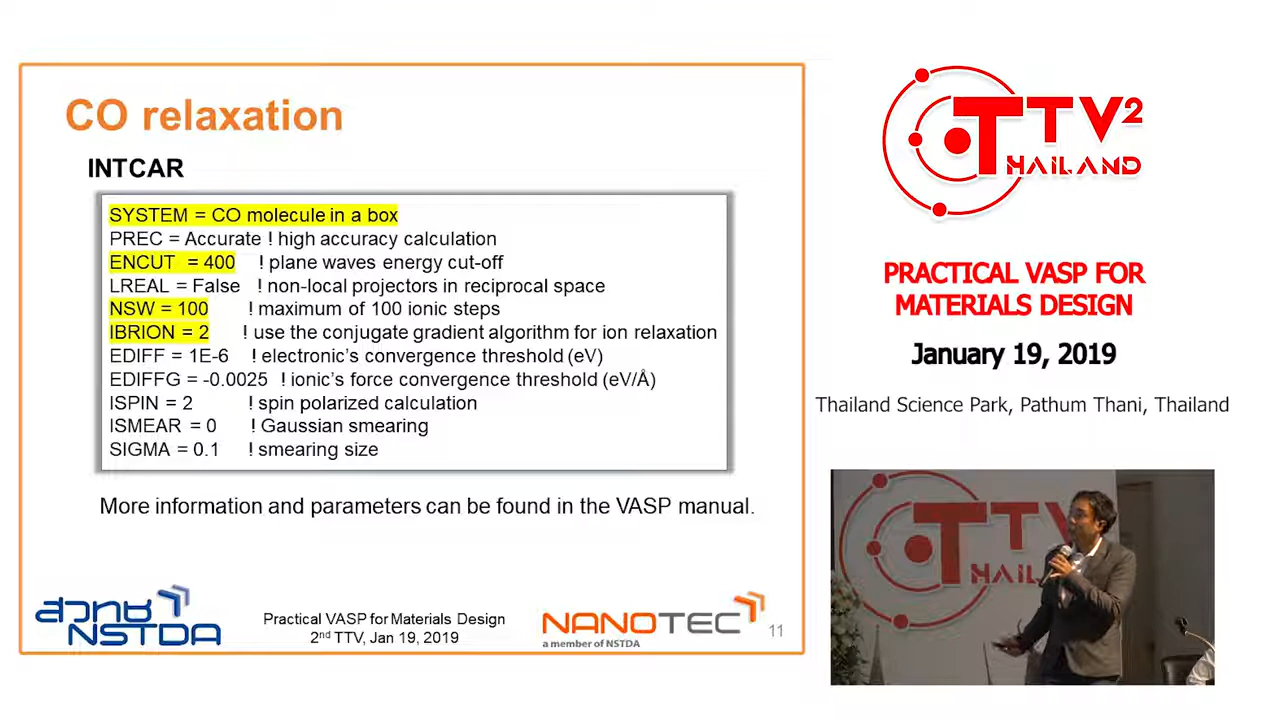 CO relaxation
INTCAR
SYSTEM = CO molecule in a box
PREC = Accurate ! high accuracy calculation
ENCUT = 400 ! plane waves energy cut-off
LREAL = False ! non-local projectors in reciprocal space
NSW = 100 ! maximum of 100 ionic steps
IBRION = 2 ! use the conjugate gradient algorithm for ion relaxation
EDIFF = 1E-6 ! electronic's convergence threshold (eV)
EDIFFG = -0.0025 ! ionic's force convergence threshold (eV/Å)
ISPIN = 2 ! spin polarized calculation
ISMEAR = 0 ! Gaussian smearing
SIGMA = 0.1 ! smearing size
More information and parameters can be found in the VASP manual.
สวทช
NSTDA
Practical VASP for Materials Design
2nd TTV, Jan 19, 2019
NANOTEC
a member of NSTDA
11
TTV2
THAILAND
PRACTICAL VASP FOR
MATERIALS DESIGN
January 19, 2019
Thailand Science Park, Pathum Thani, Thailand
TTV